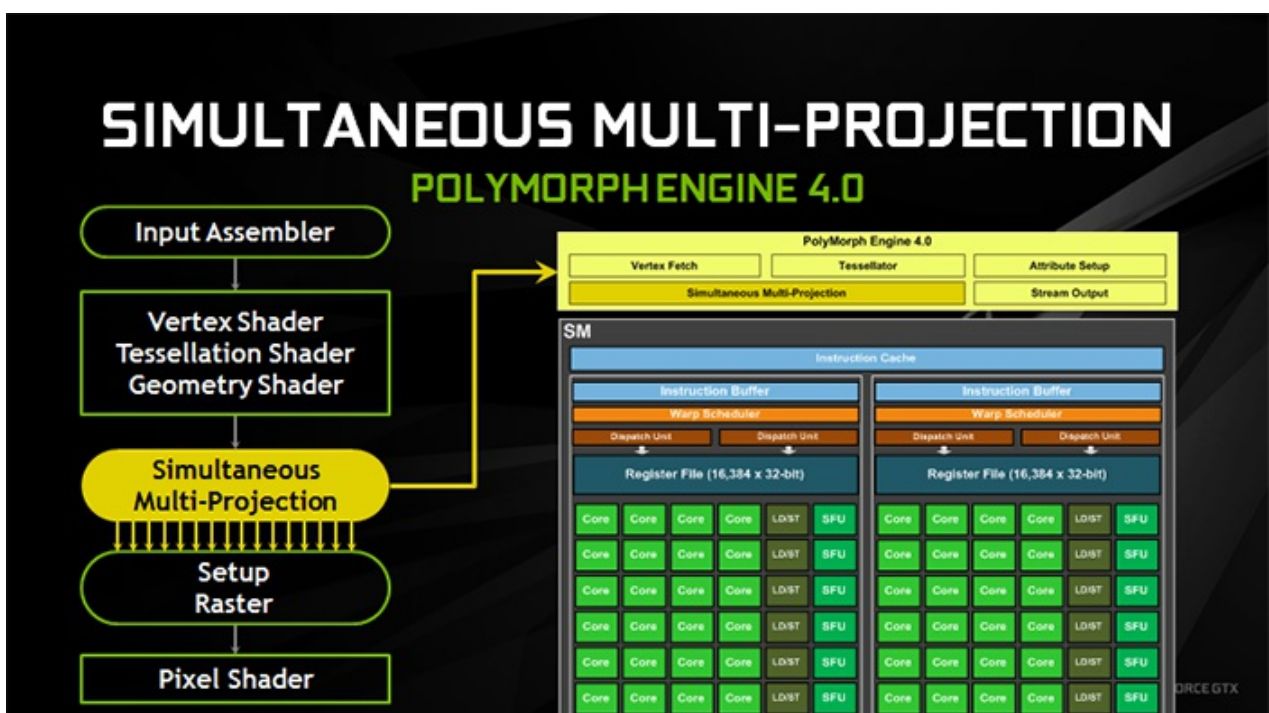 SIMULTANEOUS MULTI-PROJECTION
POLYMORPH ENGINE 4.0
Input Assembler
Vertex Shader
Tessellation Shader
Geometry Shader
Simultaneous
Multi-Projection
Setup
Raster
Pixel Shader
PolyMorph Engine 4.0
Vertex Fetch Tessellator Attribute Setup
Simultaneous Multi-Projection Stream Output
SM
Instruction Cache
Instruction Buffer Instruction Buffer
Warp Scheduler Warp Scheduler
Dispatch Unit Dispatch Unit Dispatch Unit Dispatch Unit
Register File (16,384 x 32-bit) Register File (16,384 x 32-bit)
Core Core Core Core LD/ST SFU Core Core Core Core LD/ST SFU
Core Core Core Core LD/ST SFU Core Core Core Core LD/ST SFU
Core Core Core Core LD/ST SFU Core Core Core Core LD/ST SFU
Core Core Core Core LD/ST SFU Core Core Core Core LD/ST SFU
Core Core Core Core LD/ST SFU Core Core Core Core LD/ST SFU
Core Core Core Core LD/ST SFU Core Core Core Core LD/ST SFU
ORCE GTX